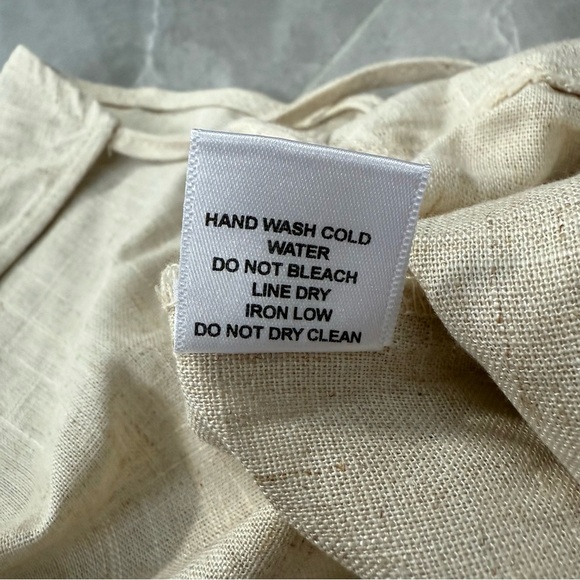 HAND WASH COLD
WATER
DO NOT BLEACH
LINE DRY
IRON LOW
DO NOT DRY CLEAN